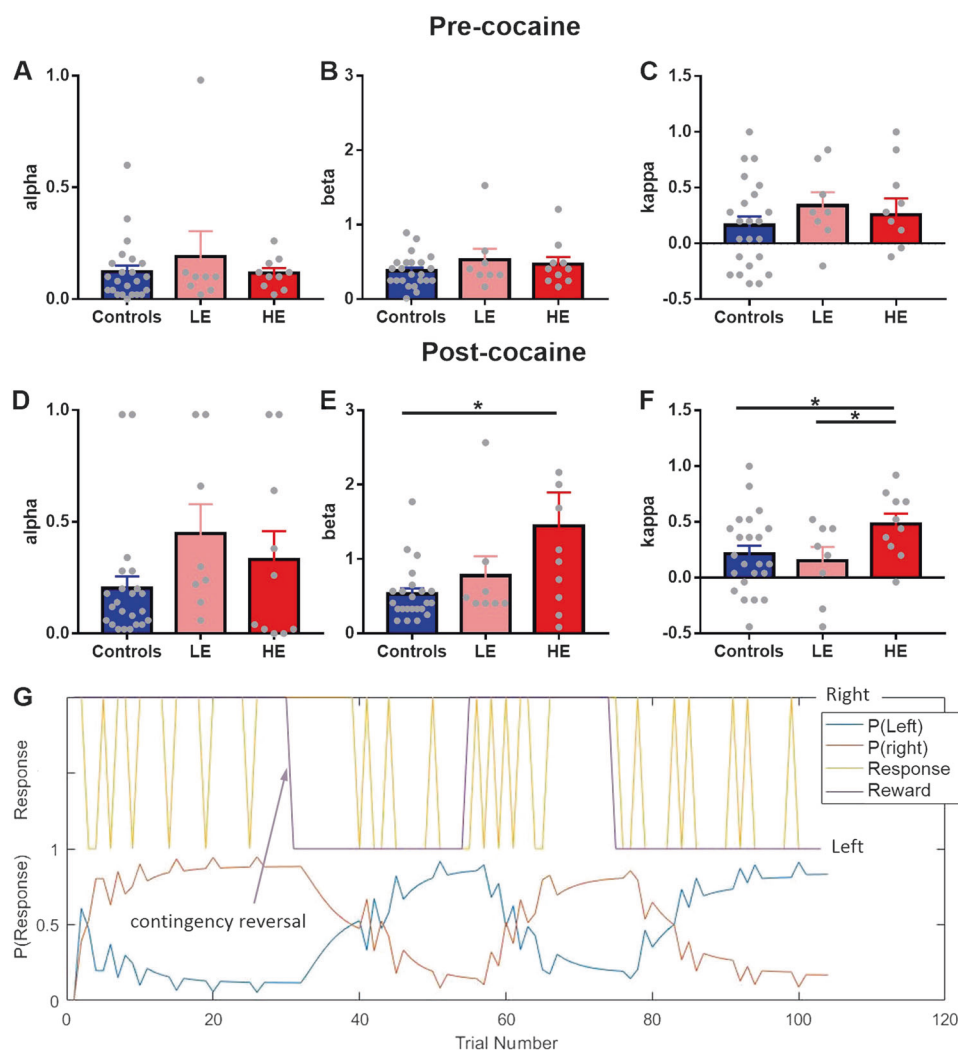 Pre-cocaine
A
1.0
0.5
0.0
alpha
Controls LE HE
B
3
2
1
0
beta
Controls LE HE
C
1.5
1.0
0.5
0.0
-0.5
kappa
Controls LE HE
Post-cocaine
D
1.0
0.5
0.0
alpha
Controls LE HE
E
3
2
1
0
beta
*
Controls LE HE
F
1.5
1.0
0.5
0.0
-0.5
kappa
*
*
Controls LE HE
G
Right
P(Left)
P(right)
Response
Reward
Left
Response
1
0.5
0
P(Response)
contingency reversal
0 20 40 60 80 100 120
Trial Number